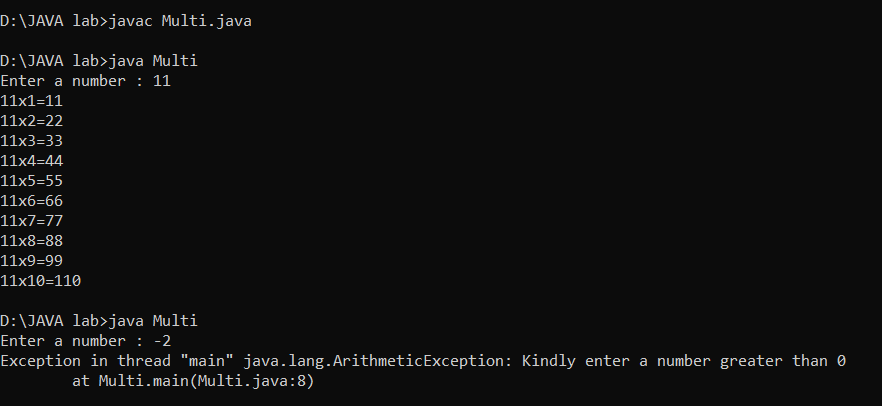 D:\JAVA lab>javac Multi.java
D:\JAVA lab>java Multi
Enter a number : 11
11x1=11
11x2=22
11x3=33
11x4=44
11x5=55
11x6=66
11x7=77
11x8=88
11x9=99
11x10=110
D:\JAVA lab>java Multi
Enter a number : -2
Exception in thread "main" java.lang.ArithmeticException: Kindly enter a number greater than 0
        at Multi.main(Multi.java:8)